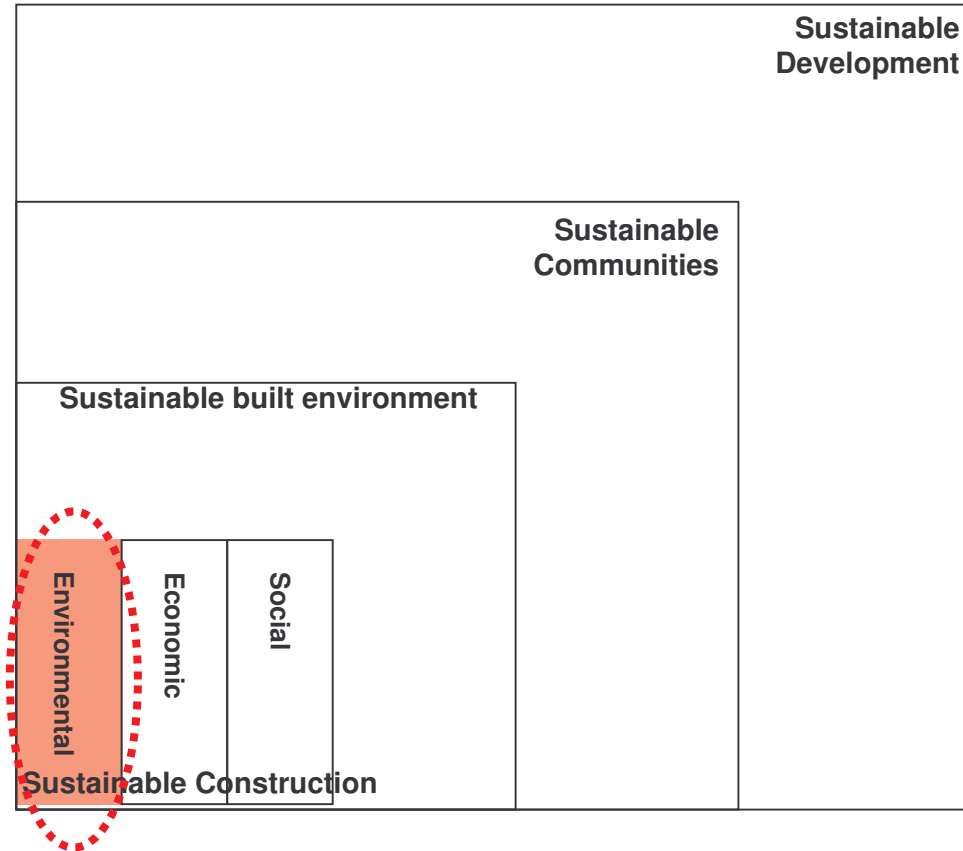 Sustainable
Development
Sustainable
Communities
Sustainable built environment
Environmental
Economic
Social
Sustainable Construction